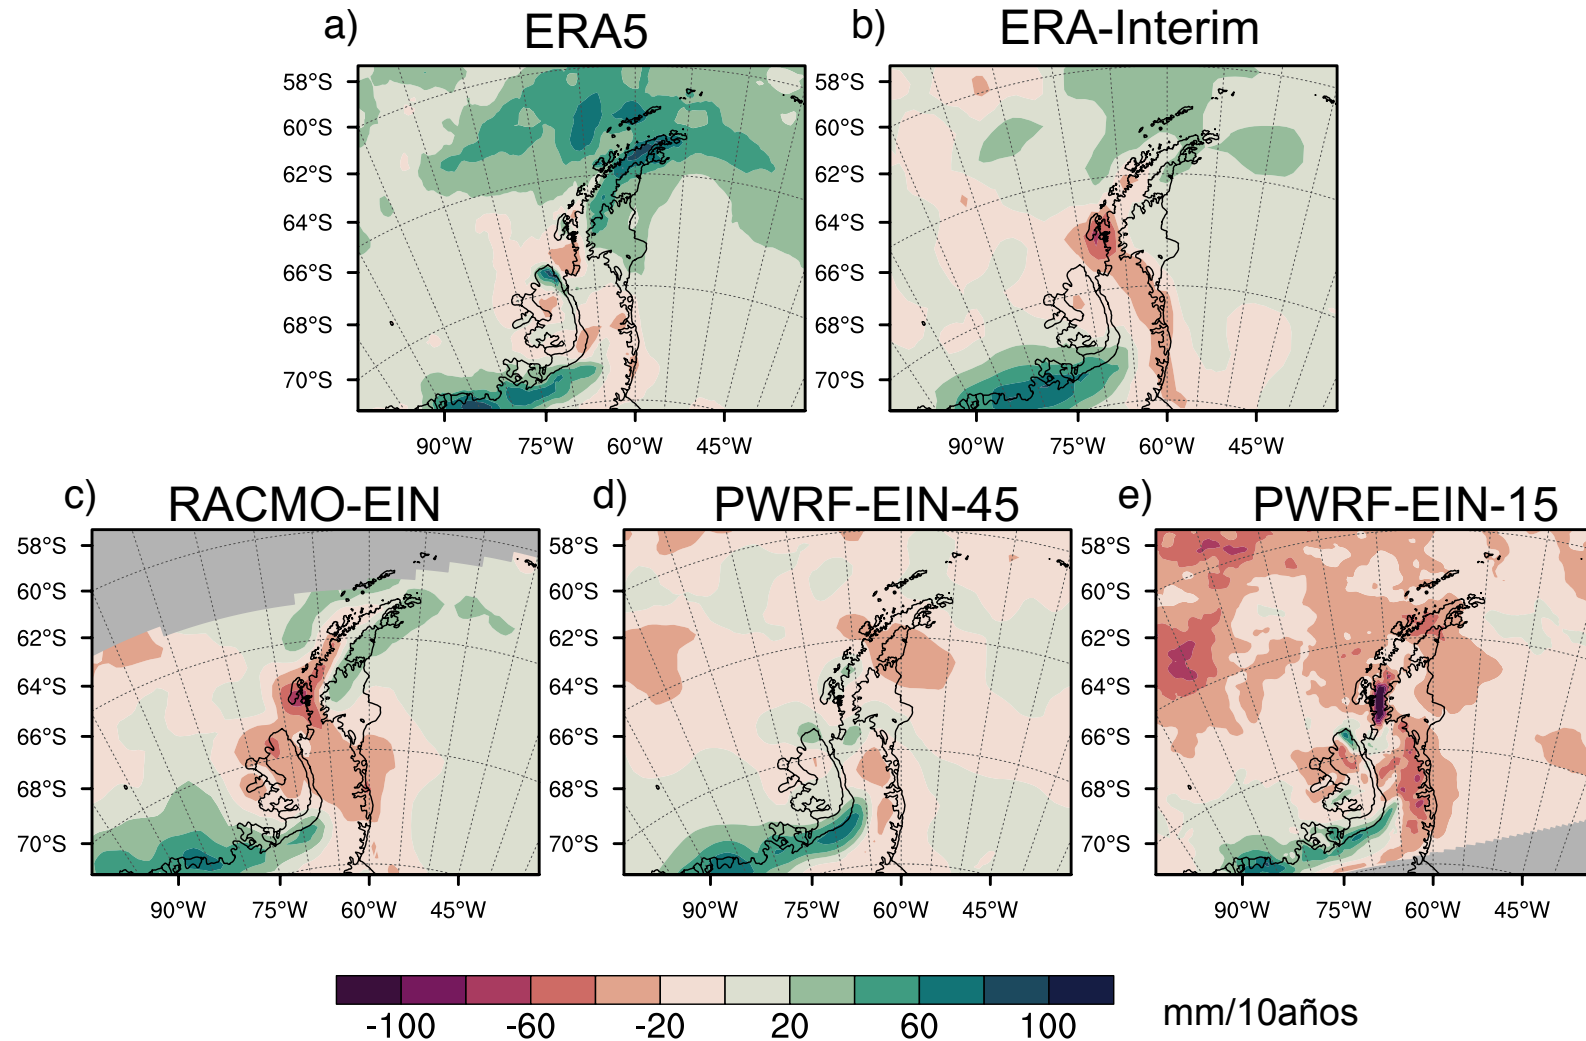 a) ERA5
b) ERA-Interim
58°S
60°S
62°S
64°S
66°S
68°S
70°S
90°W 75°W 60°W 45°W
58°S
60°S
62°S
64°S
66°S
68°S
70°S
90°W 75°W 60°W 45°W
c) RACMO-EIN
d) PWRF-EIN-45
e) PWRF-EIN-15
58°S
60°S
62°S
64°S
66°S
68°S
70°S
90°W 75°W 60°W 45°W
58°S
60°S
62°S
64°S
66°S
68°S
70°S
90°W 75°W 60°W 45°W
58°S
60°S
62°S
64°S
66°S
68°S
70°S
90°W 75°W 60°W 45°W
-100 -60 -20 20 60 100
mm/10años